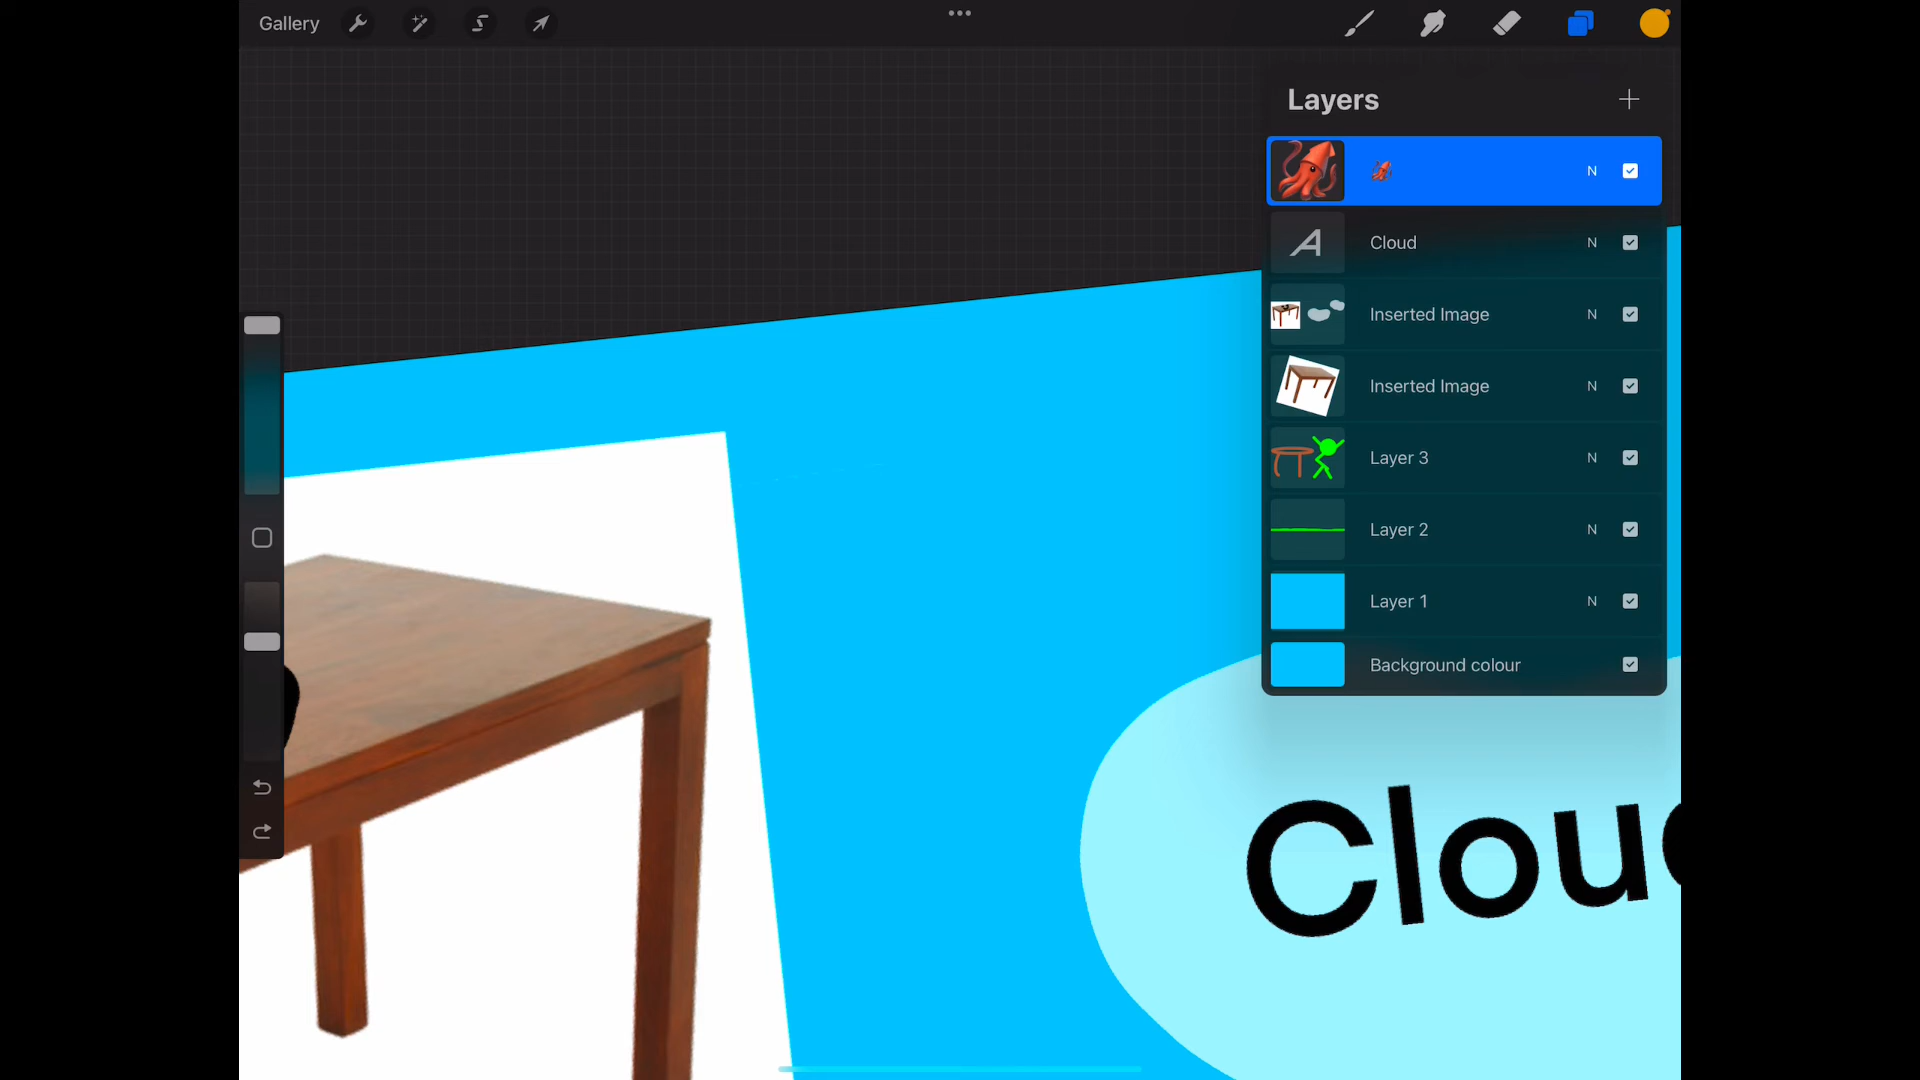 Gallery
Layers
🦑 N
Cloud N
Inserted Image N
Inserted Image N
Layer 3 N
Layer 2 N
Layer 1 N
Background colour
Clou